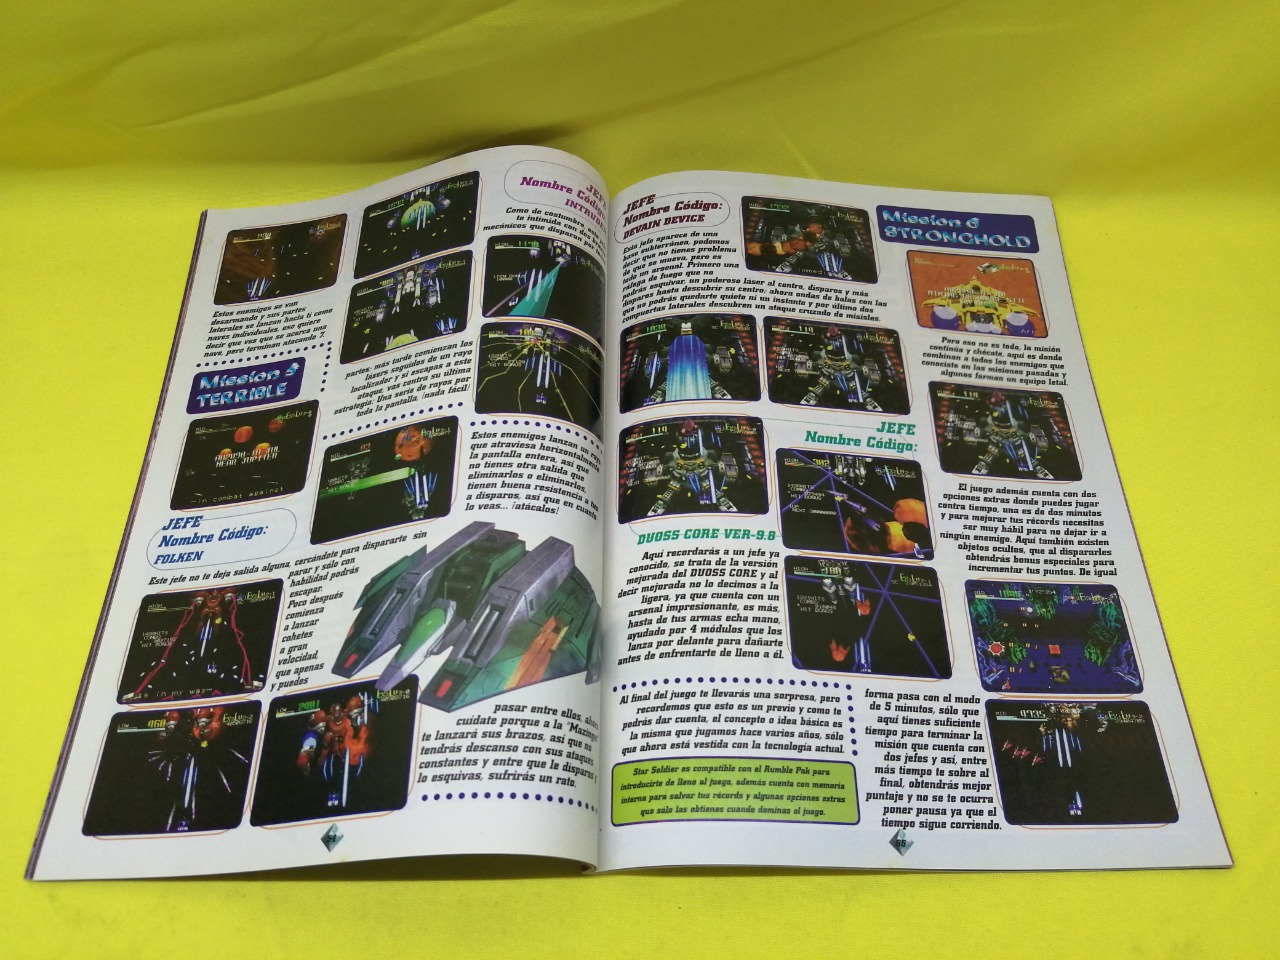 JEFE
Nombre Código:
Como de costumbre,
te intimida con dos
mecánicos que disparan
Estos enemigos se van
desarmando y sus partes
laterales se lanzan hacia ti como
naves individuales, eso quiere
decir que ves que se acerca una
nave, pero terminan atacando 7
partes; más tarde comienzan los
lásers seguidos de un rayo
localizador y si escapas a este
ataque, vas contra su última
estrategia: Una serie de rayos por
toda la pantalla, ¡nada fácil!
Mission 5
TERRIBLE
NEAR JUPITER
in combat against
Estos enemigos lanzan un rayo
que atraviesa horizontalmente
la pantalla entera, así que
no tienes otra salida que
eliminarlos o eliminarlos,
tienen buena resistencia a tus
a disparos, así que en cuanto
lo veas... ¡atácalos!
JEFE
Nombre Código:
FOLKEN
Este jefe no te deja salida alguna, cercándote para dispararte sin
parar y sólo con
habilidad podrás
escapar.
Poco después
comienza
a lanzar
cohetes
a gran
velocidad,
que apenas
y puedes
in my way
pasar entre ellos, ahora
cuídate porque a la "Mazinger"
te lanzará sus brazos, así que no
tendrás descanso con sus ataques
constantes y entre que le disparas y
lo esquivas, sufrirás un rato.
54
JEFE
Nombre Código:
DEVAIN DEVICE
Este jefe aparece de una
base subterránea, podemos
decir que no tienes problema
de que se mueva, pero es
todo un arsenal. Primero una
ráfaga de fuego que no
podrás esquivar, un poderoso láser al centro, disparos y más
disparos hasta descubrir su centro; ahora ondas de balas con las
que no podrás quedarte quieto ni un instante y por último dos
compuertas laterales descubren un ataque cruzado de misiles.
Mission 6
STRONGHOLD
Pero eso no es todo, la misión
continúa y chécate, aquí es donde
combinan a todos los enemigos que
conociste en las misiones pasadas y
algunos forman un equipo letal.
JEFE
Nombre Código:
DUOSS CORE VER-9.8
Aquí recordarás a un jefe ya
conocido, se trata de la versión
mejorada del DUOSS CORE y al
decir mejorada no lo decimos a la
ligera, ya que cuenta con un
arsenal impresionante, es más,
hasta de tus armas echa mano,
ayudado por 4 módulos que los
lanza por delante para dañarte
antes de enfrentarte de lleno a él.
Al final del juego te llevarás una sorpresa, pero
recordemos que esto es un previo y como te
podrás dar cuenta, el concepto o idea básica es
la misma que jugamos hace varios años, sólo
que ahora está vestida con la tecnología actual.
Star Soldier es compatible con el Rumble Pak para
introducirte de lleno al juego, además cuenta con memoria
interna para salvar tus récords y algunas opciones extras
que sólo las obtienes cuando dominas el juego.
El juego además cuenta con dos
opciones extras donde puedes jugar
contra tiempo, una es de dos minutos
y para mejorar tus récords necesitas
ser muy hábil para no dejar ir a
ningún enemigo. Aquí también existen
objetos ocultos, que al dispararles
obtendrás bonus especiales para
incrementar tus puntos. De igual
forma pasa con el modo
de 5 minutos, sólo que
aquí tienes suficiente
tiempo para terminar la
misión que cuenta con
dos jefes y así, entre
más tiempo te sobre al
final, obtendrás mejor
puntaje y no se te ocurra
poner pausa ya que el
tiempo sigue corriendo.
55